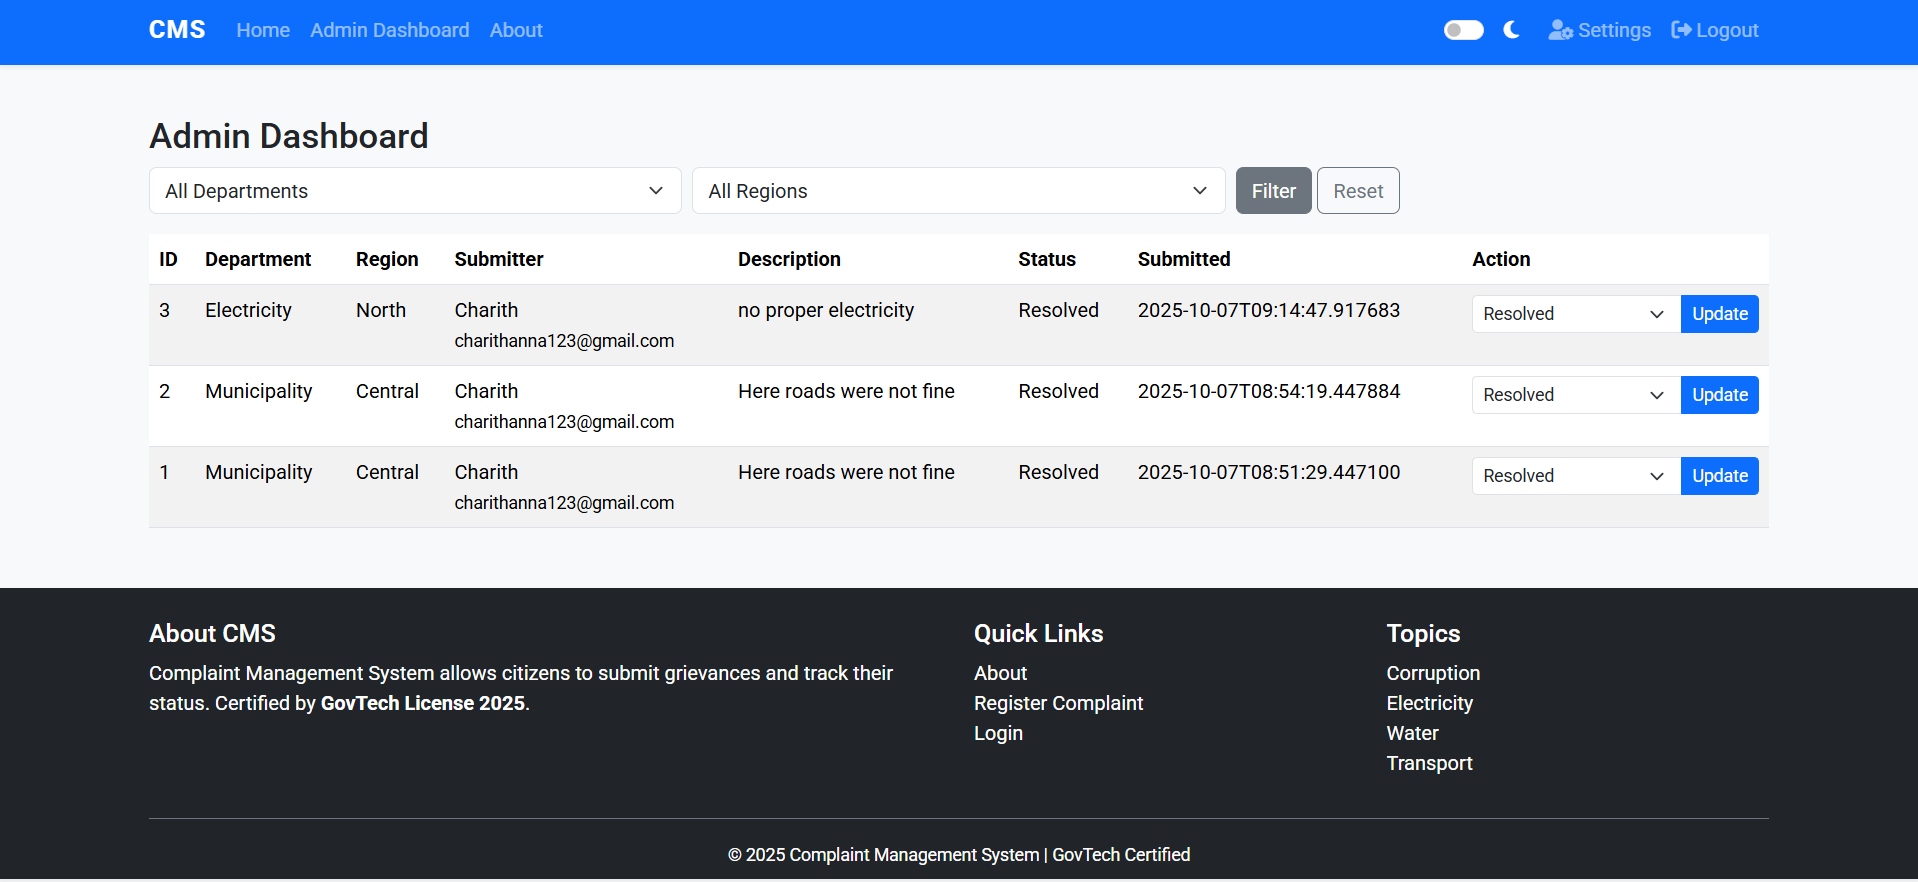 CMS Home Admin Dashboard About Settings Logout
Admin Dashboard
All Departments All Regions Filter Reset
ID Department Region Submitter Description Status Submitted Action
3 Electricity North Charith no proper electricity Resolved 2025-10-07T09:14:47.917683 Resolved Update
charithanna123@gmail.com
2 Municipality Central Charith Here roads were not fine Resolved 2025-10-07T08:54:19.447884 Resolved Update
charithanna123@gmail.com
1 Municipality Central Charith Here roads were not fine Resolved 2025-10-07T08:51:29.447100 Resolved Update
charithanna123@gmail.com
About CMS
Complaint Management System allows citizens to submit grievances and track their
status. Certified by GovTech License 2025.
Quick Links
About
Register Complaint
Login
Topics
Corruption
Electricity
Water
Transport
© 2025 Complaint Management System | GovTech Certified